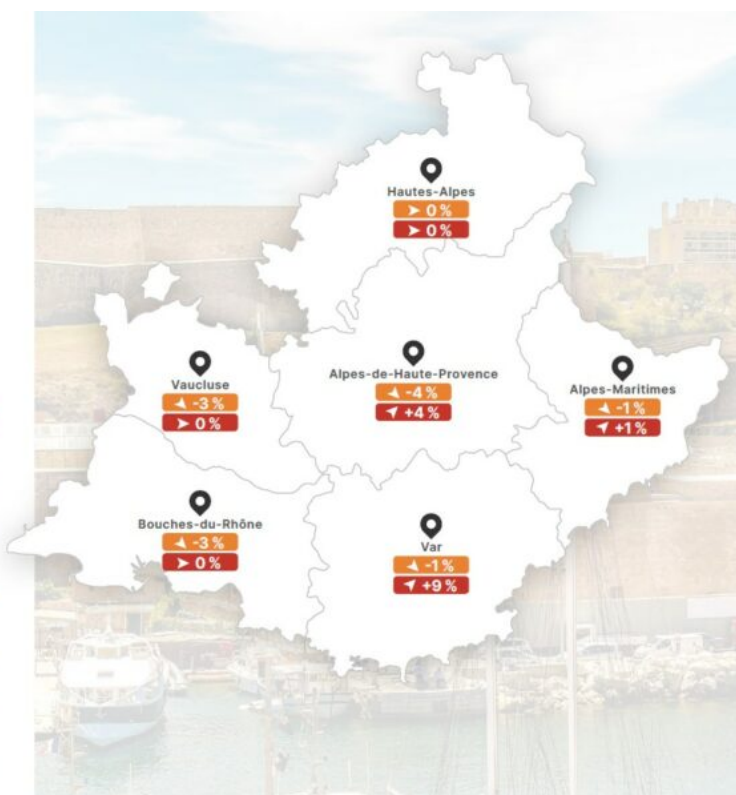 Hautes-Alpes
0 %
0 %
Alpes-de-Haute-Provence
-4 %
+4 %
Vaucluse
-3 %
0 %
Alpes-Maritimes
-1 %
+1 %
Bouches-du-Rhône
-3 %
0 %
Var
-1 %
+9 %